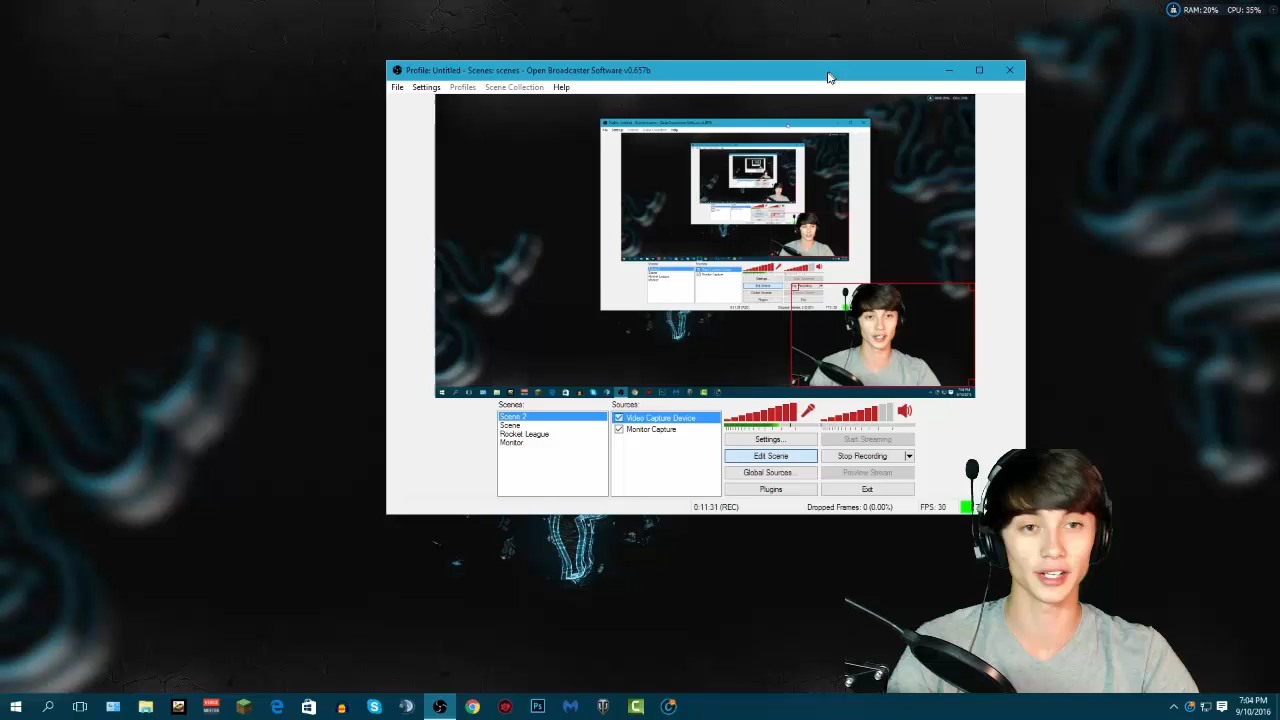 RAM: 20% CPU: 35%
Profile: Untitled - Scenes: scenes - Open Broadcaster Software v0.657b
File Settings Profiles Scene Collection Help
Scenes:
Scene 2
Scene
Rocket League
Monitor
Sources:
Video Capture Device
Monitor Capture
Settings...
Start Streaming
Edit Scene
Stop Recording
Global Sources...
Preview Stream
Plugins
Exit
0:11:31 (REC)
Dropped Frames: 0 (0.00%)
FPS: 30
7:04 PM
9/10/2016